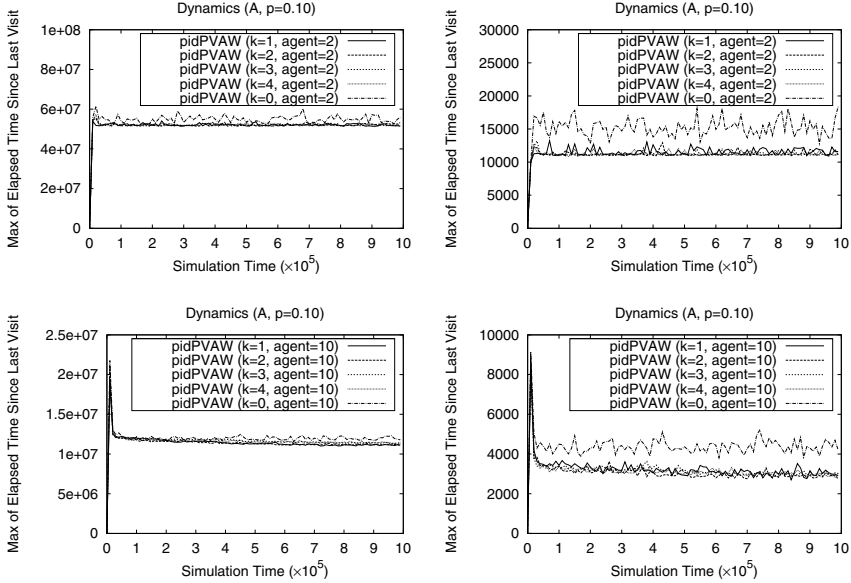 Dynamics (A, p=0.10)
Max of Elapsed Time Since Last Visit
1e+08
8e+07
6e+07
4e+07
2e+07
0
pidPVAW (k=1, agent=2)
pidPVAW (k=2, agent=2)
pidPVAW (k=3, agent=2)
pidPVAW (k=4, agent=2)
pidPVAW (k=0, agent=2)
0 1 2 3 4 5 6 7 8 9 10
Simulation Time (×10⁵)
Dynamics (A, p=0.10)
Max of Elapsed Time Since Last Visit
30000
25000
20000
15000
10000
5000
0
pidPVAW (k=1, agent=2)
pidPVAW (k=2, agent=2)
pidPVAW (k=3, agent=2)
pidPVAW (k=4, agent=2)
pidPVAW (k=0, agent=2)
0 1 2 3 4 5 6 7 8 9 10
Simulation Time (×10⁵)
Dynamics (A, p=0.10)
Max of Elapsed Time Since Last Visit
2.5e+07
2e+07
1.5e+07
1e+07
5e+06
0
pidPVAW (k=1, agent=10)
pidPVAW (k=2, agent=10)
pidPVAW (k=3, agent=10)
pidPVAW (k=4, agent=10)
pidPVAW (k=0, agent=10)
0 1 2 3 4 5 6 7 8 9 10
Simulation Time (×10⁵)
Dynamics (A, p=0.10)
Max of Elapsed Time Since Last Visit
10000
8000
6000
4000
2000
0
pidPVAW (k=1, agent=10)
pidPVAW (k=2, agent=10)
pidPVAW (k=3, agent=10)
pidPVAW (k=4, agent=10)
pidPVAW (k=0, agent=10)
0 1 2 3 4 5 6 7 8 9 10
Simulation Time (×10⁵)